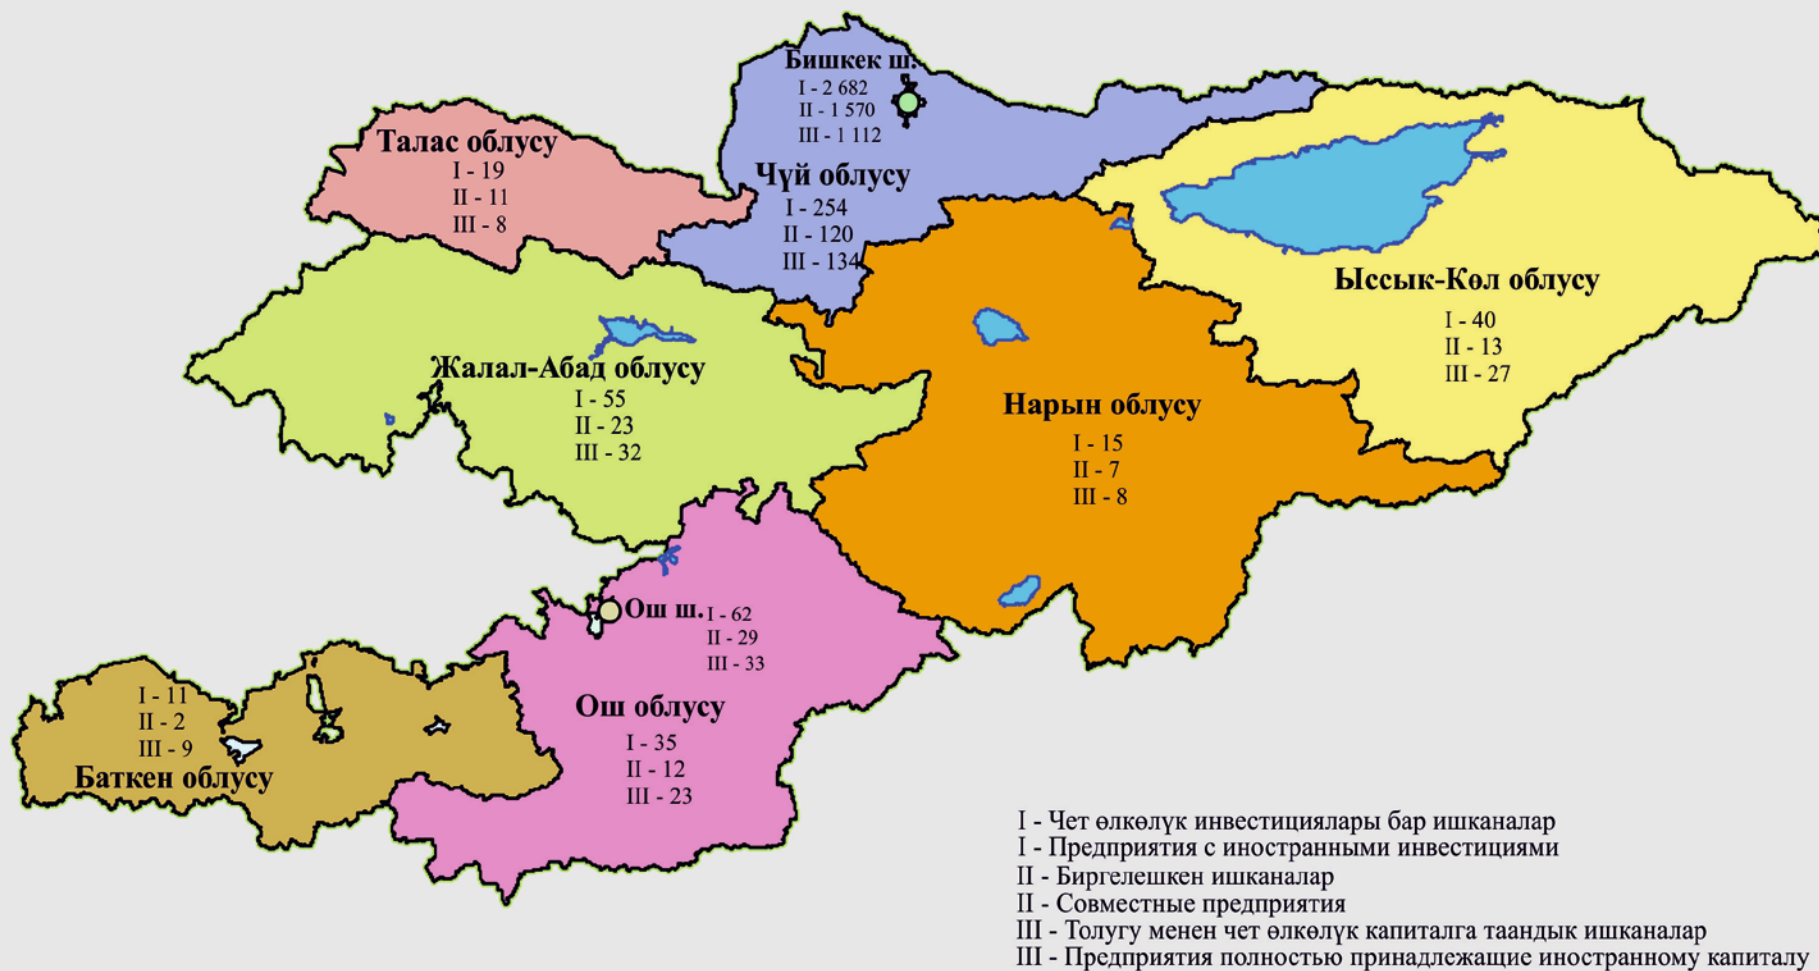 Бишкек ш.
I - 2 682
II - 1 570
III - 1 112
Талас облусу
I - 19
II - 11
III - 8
Чүй облусу
I - 254
II - 120
III - 134
Ыссык-Көл облусу
I - 40
II - 13
III - 27
Жалал-Абад облусу
I - 55
II - 23
III - 32
Нарын облусу
I - 15
II - 7
III - 8
Ош ш.
I - 62
II - 29
III - 33
Ош облусу
I - 35
II - 12
III - 23
I - 11
II - 2
III - 9
Баткен облусу
I - Чет өлкөлүк инвестициялары бар ишканалар
I - Предприятия с иностранными инвестициями
II - Биргелешкен ишканалар
II - Совместные предприятия
III - Толугу менен чет өлкөлүк капиталга таандык ишканалар
III - Предприятия полностью принадлежащие иностранному капиталу